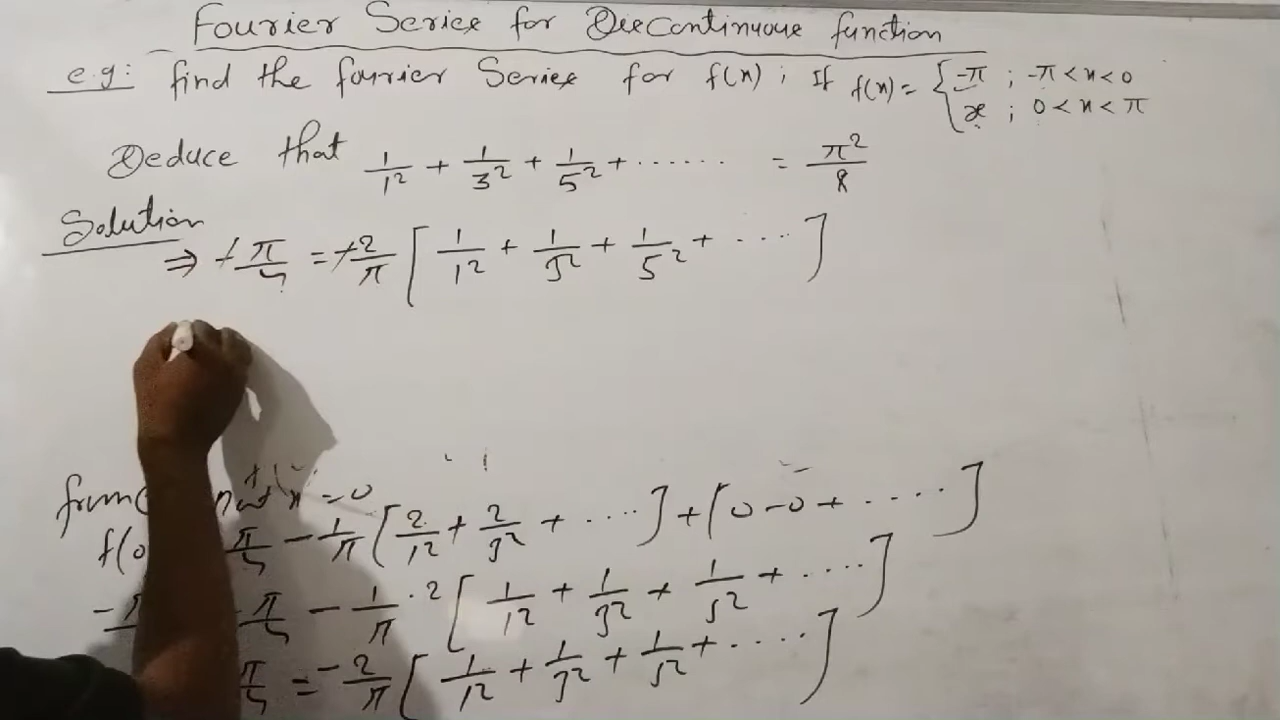 Fourier Series for Discontinuous function
e.g: find the fourier Series for f(x) ; If f(x) = { -π ; -π < x < 0
x ; 0 < x < π
Deduce that 1/1² + 1/3² + 1/5² + ...... = π²/8
Solution
⇒ -π/4 = -2/π [ 1/1² + 1/3² + 1/5² + .... ]
at x = 0
f(0 π/4 - 1/π [ 2/1² + 2/3² + .... ] + [ 0 - 0 + .... ]
-π π/4 - 1/π . 2 [ 1/1² + 1/3² + 1/5² + .... ]
π/4 = -2/π [ 1/1² + 1/3² + 1/5² + .... ]